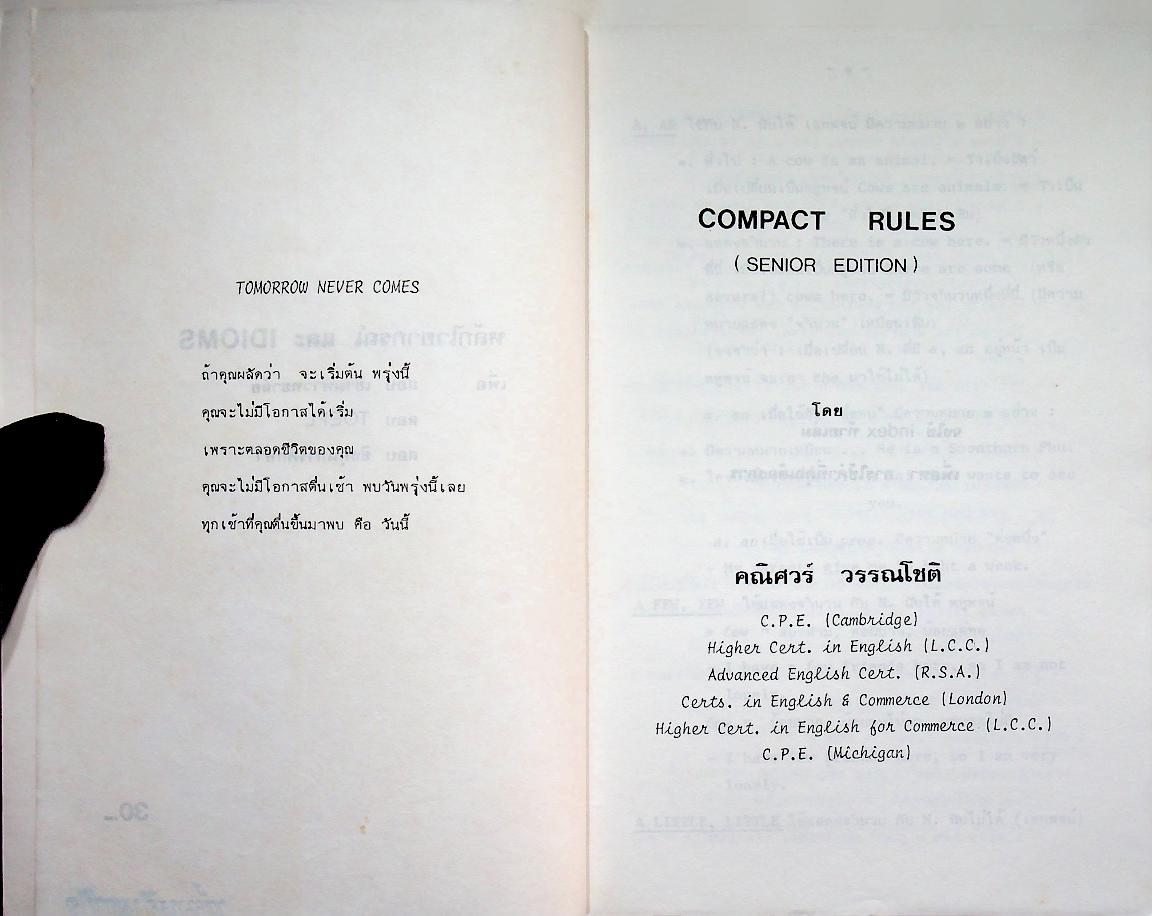 TOMORROW NEVER COMES
ถ้าคุณผลัดว่า จะเริ่มต้น พรุ่งนี้
คุณจะไม่มีโอกาสได้เริ่ม
เพราะตลอดชีวิตของคุณ
คุณจะไม่มีโอกาสตื่นเช้า พบวันพรุ่งนี้เลย
ทุกเช้าที่คุณตื่นขึ้นมาพบ คือ วันนี้
COMPACT RULES
( SENIOR EDITION )
โดย
คณิศวร์ วรรณโชติ
C.P.E. (Cambridge)
Higher Cert. in English (L.C.C.)
Advanced English Cert. (R.S.A.)
Certs. in English & Commerce (London)
Higher Cert. in English for Commerce (L.C.C.)
C.P.E. (Michigan)